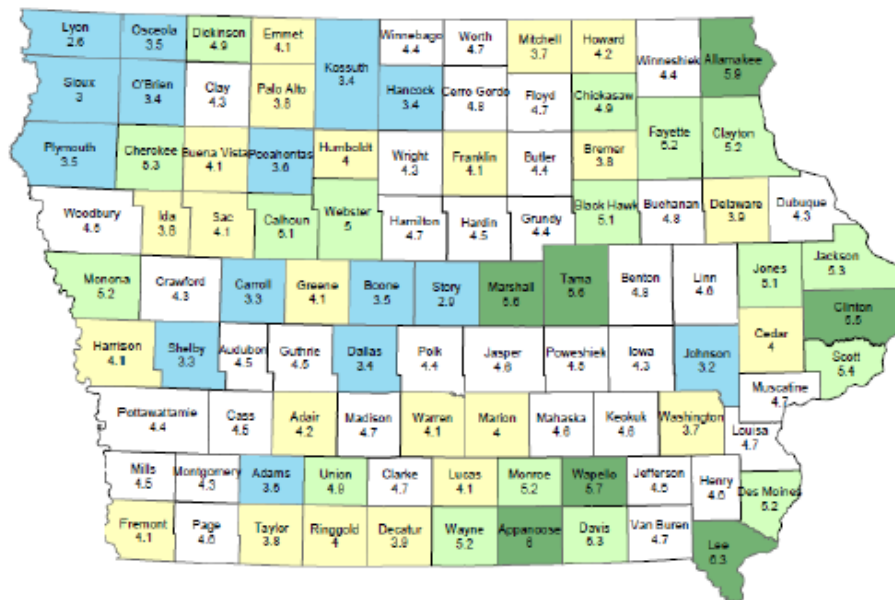 Lyon
2.6
Osceola
3.5
Dickinson
4.9
Emmet
4.1
Kossuth
3.4
Winnebago
4.4
Worth
4.7
Mitchell
3.7
Howard
4.2
Winneshiek
4.4
Allamakee
5.9
Sioux
3
O'Brien
3.4
Clay
4.3
Palo Alto
3.8
Hancock
3.4
Cerro Gordo
4.8
Floyd
4.7
Chickasaw
4.9
Plymouth
3.5
Cherokee
5.3
Buena Vista
4.1
Pocahontas
3.6
Humboldt
4
Wright
4.3
Franklin
4.1
Butler
4.4
Bremer
3.8
Fayette
5.2
Clayton
5.2
Woodbury
Ida
3.8
Sac
4.1
Calhoun
5.1
Webster
5
Hamilton
4.7
Hardin
4.5
Grundy
4.4
Black Hawk
5.1
Buchanan
4.8
Delaware
3.9
Dubuque
4.3
Monona
5.2
Crawford
4.3
Carroll
3.3
Greene
4.1
Boone
3.5
Story
2.9
Marshall
5.6
Tama
5.6
Benton
4.8
Linn
4.6
Jones
5.1
Jackson
5.3
Clinton
5.5
Harrison
4.1
Shelby
3.3
Audubon
4.5
Guthrie
4.5
Dallas
3.4
Polk
4.4
Jasper
4.6
Poweshiek
Iowa
4.3
Johnson
3.2
Cedar
4
Scott
5.4
Muscatine
4.7
Pottawattamie
4.4
Cass
4.5
Adair
4.2
Madison
4.7
Warren
4.1
Marion
4
Mahaska
4.6
Keokuk
4.6
Washington
3.7
Louisa
4.7
Mills
4.5
Montgomery
4.3
Adams
Union
4.9
Clarke
4.7
Lucas
4.1
Monroe
5.2
Wapello
5.7
Jefferson
Henry
Des Moines
5.2
Fremont
4.1
Page
4.6
Taylor
3.8
Ringgold
4
Decatur
3.9
Wayne
5.2
Appanoose
6
Davis
5.3
Van Buren
4.7
Lee
6.3